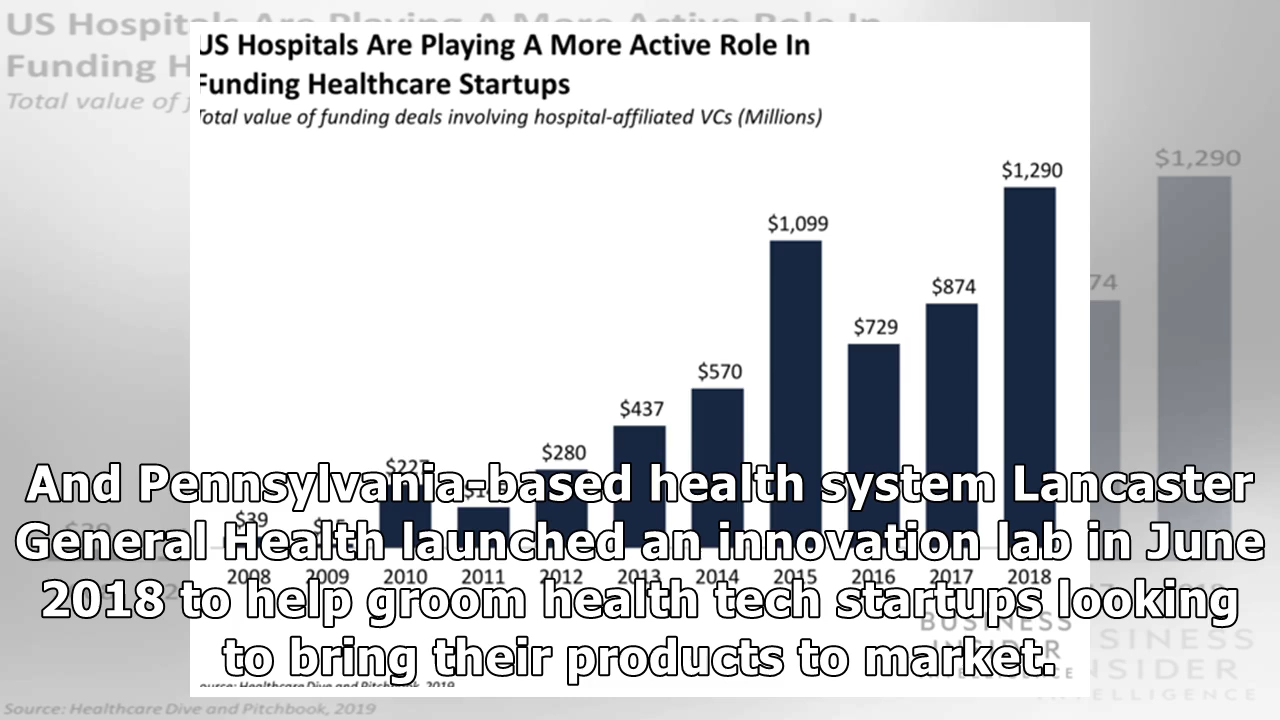 US Hospitals Are Playing A More Active Role In
Funding Healthcare Startups
Total value of funding deals involving hospital-affiliated VCs (Millions)
$1,290
$1,099
$874
$729
$570
$437
$280
$227
$39
2008 2009 2010 2011 2012 2013 2014 2015 2016 2017 2018
And Pennsylvania-based health system Lancaster
General Health launched an innovation lab in June
2018 to help groom health tech startups looking
to bring their products to market.
BUSINESS
INSIDER
INTELLIGENCE
Source: Healthcare Dive and Pitchbook, 2019